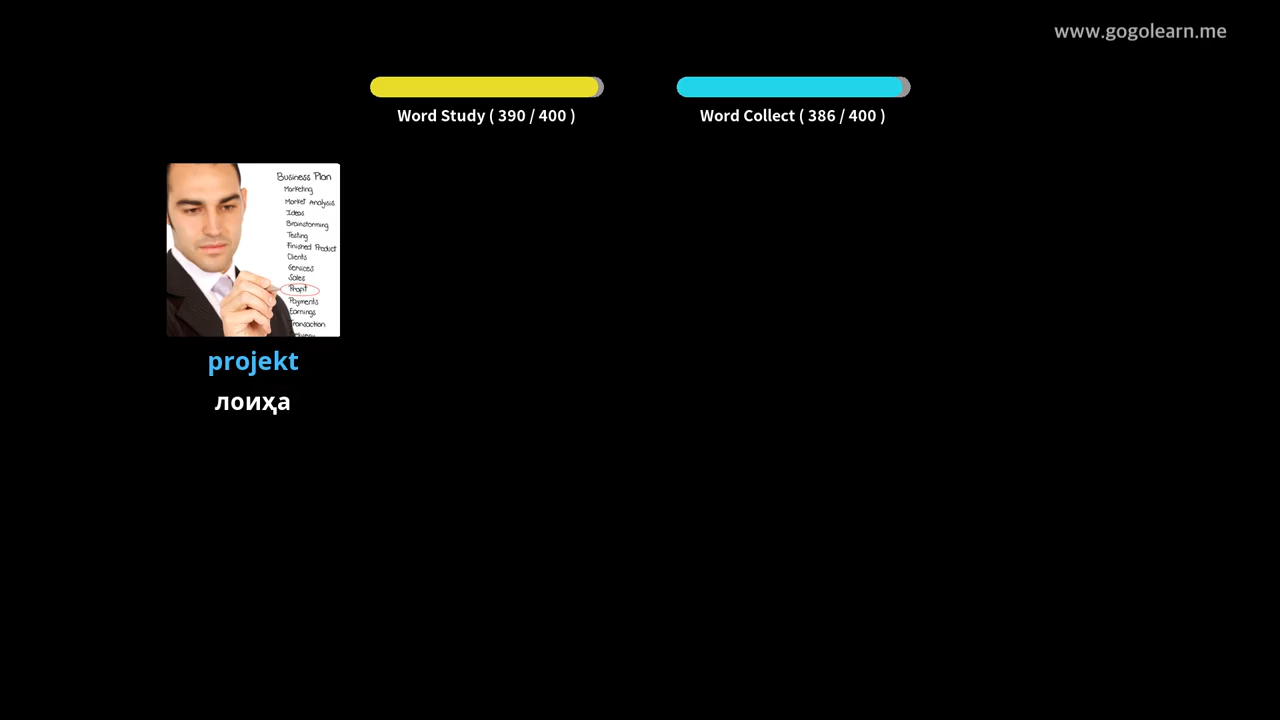 www.gogolearn.me
Word Study ( 390 / 400 )
Word Collect ( 386 / 400 )
Business Plan
Marketing
Market Analysis
Ideas
Brainstorming
Testing
Finished Product
Clients
Services
Sales
Profit
Payments
Earnings
Transaction
projekt
лоиҳа